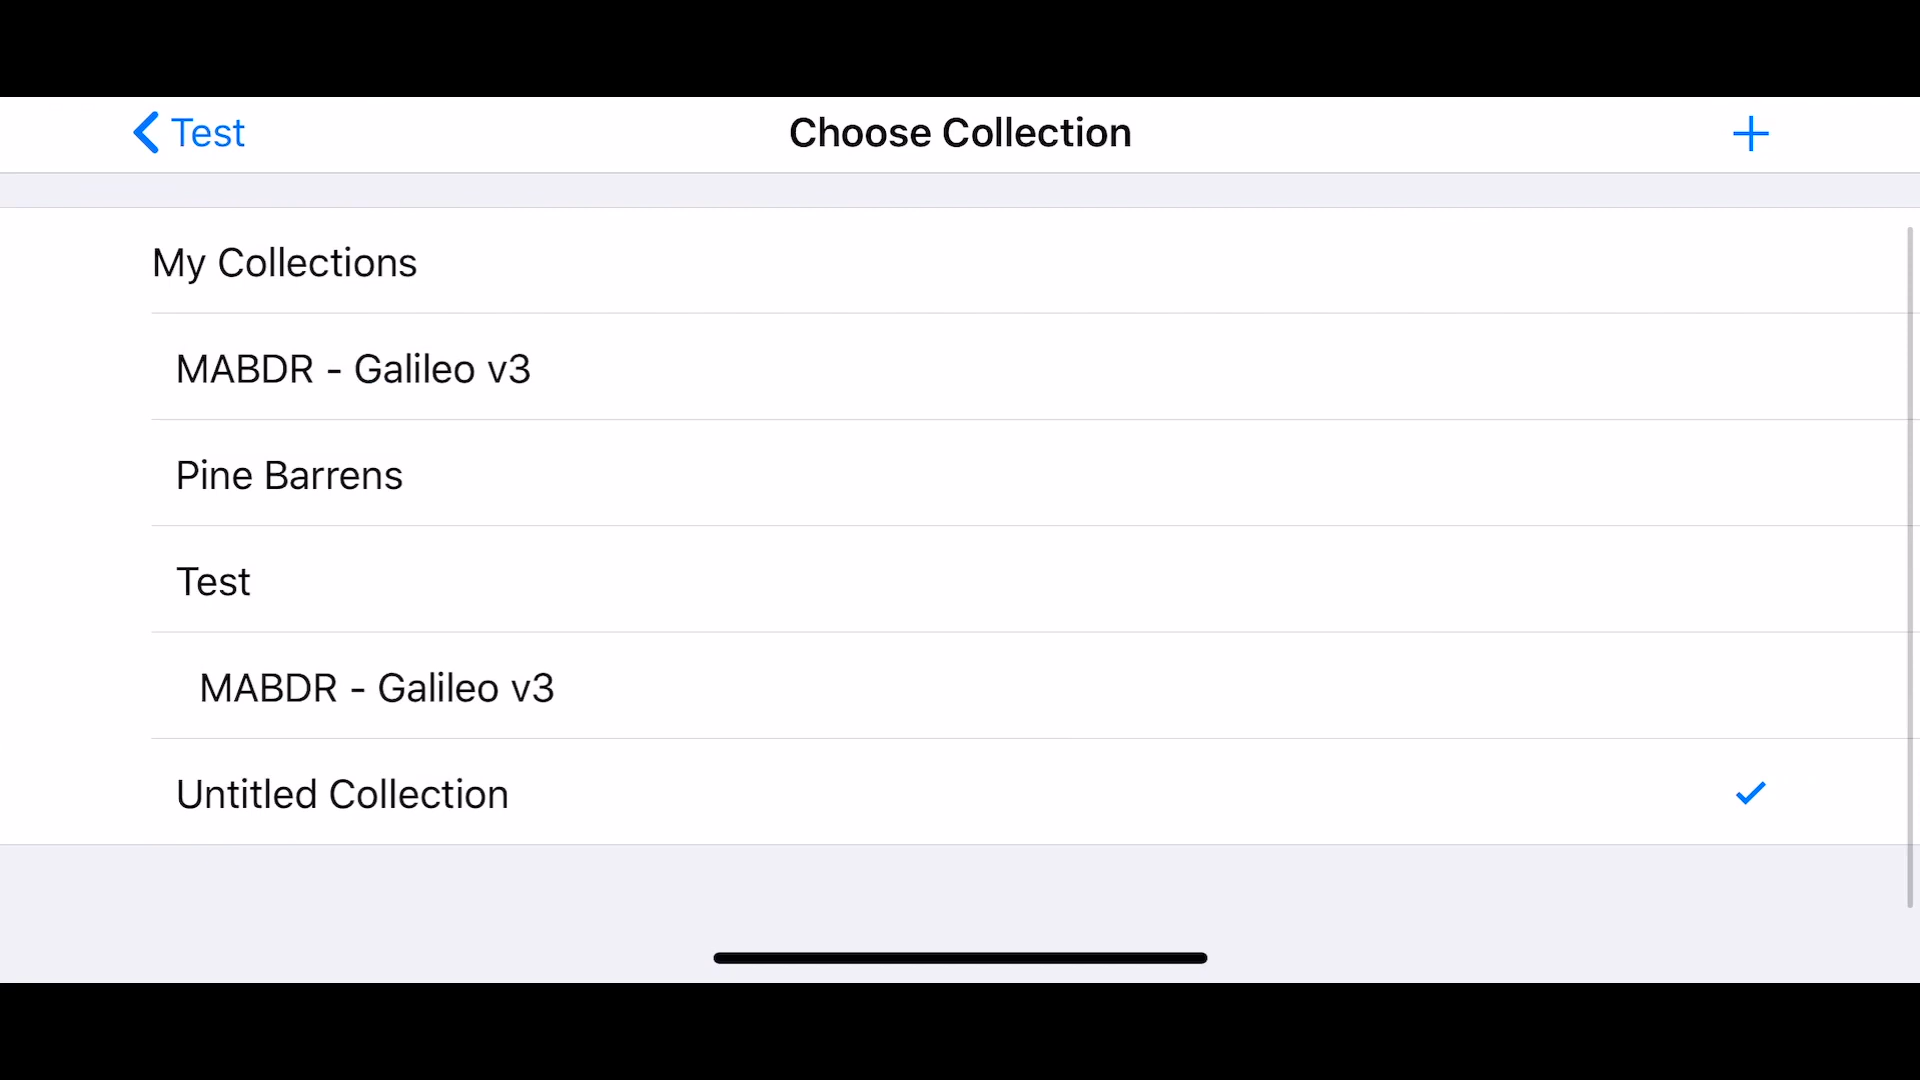 Test
Choose Collection
My Collections
MABDR - Galileo v3
Pine Barrens
Test
MABDR - Galileo v3
Untitled Collection